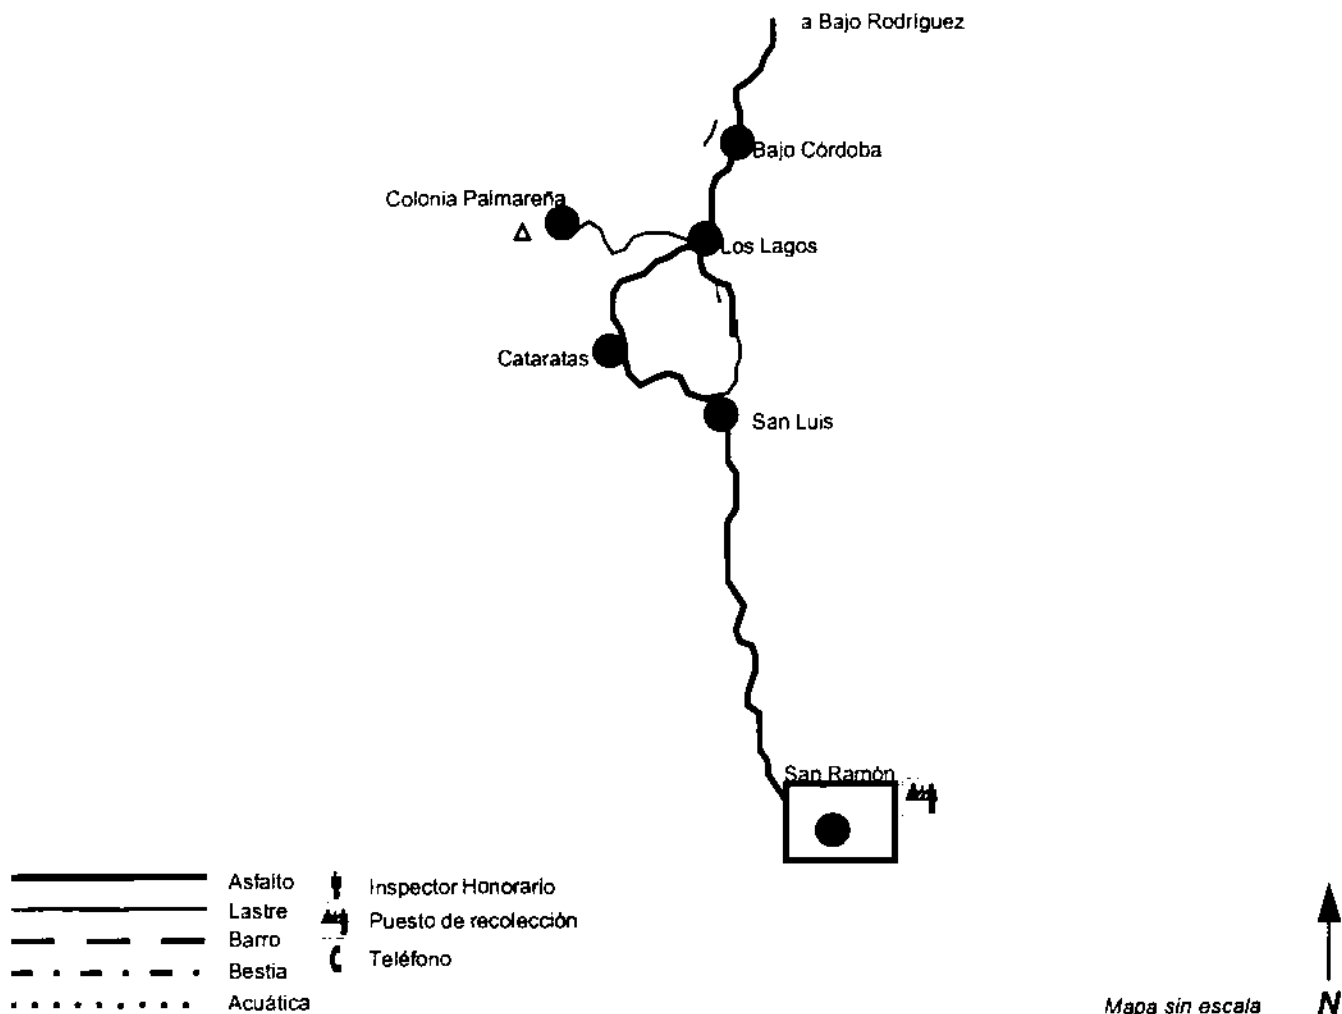 a Bajo Rodríguez
Bajo Córdoba
Colonia Palmareña
Los Lagos
Cataratas
San Luis
San Ramón
Asfalto
Lastre
Barro
Bestia
Acuática
Inspector Honorario
Puesto de recolección
Teléfono
Mapa sin escala
N